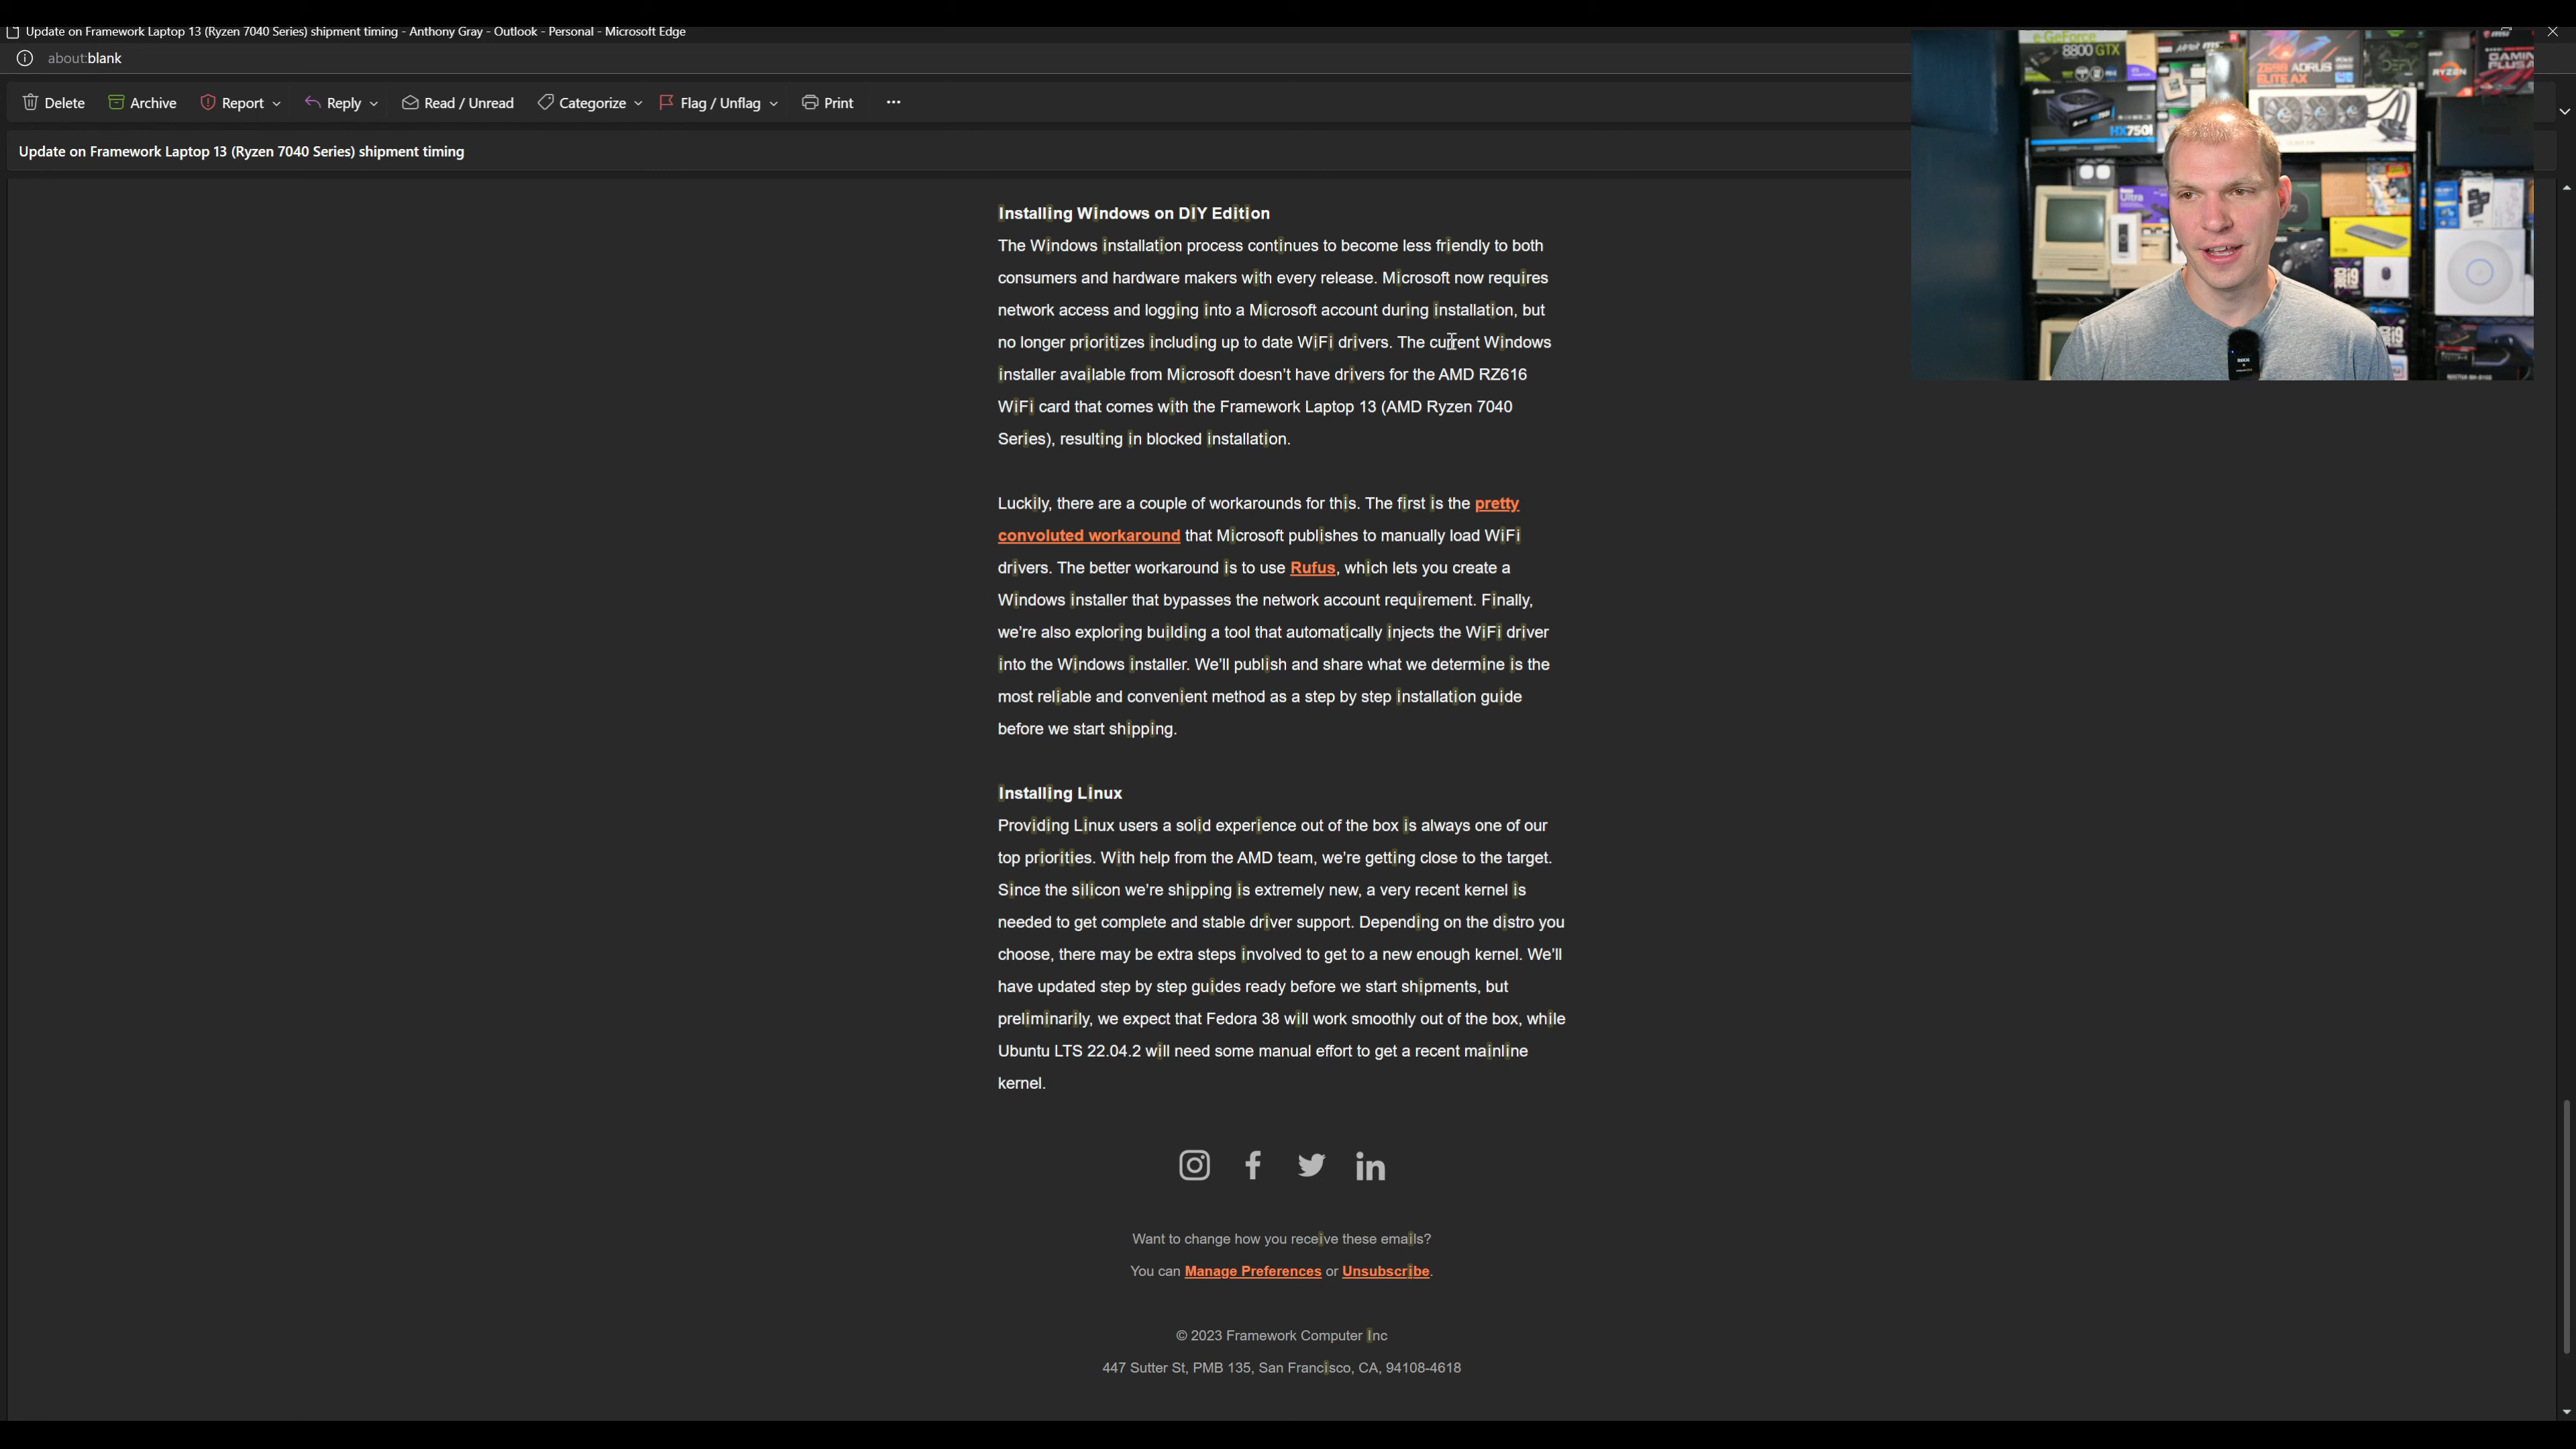 Update on Framework Laptop 13 (Ryzen 7040 Series) shipment timing - Anthony Gray - Outlook - Personal - Microsoft Edge
about:blank
Delete Archive Report Reply Read / Unread Categorize Flag / Unflag Print ...
Update on Framework Laptop 13 (Ryzen 7040 Series) shipment timing
e-GeForce
8800 GTX
Z690 AORUS
ELITE AX
RYZEN
GAMING
HX750i
Ultra
RODE
Installing Windows on DIY Edition
The Windows installation process continues to become less friendly to both
consumers and hardware makers with every release. Microsoft now requires
network access and logging into a Microsoft account during installation, but
no longer prioritizes including up to date WiFi drivers. The current Windows
installer available from Microsoft doesn't have drivers for the AMD RZ616
WiFi card that comes with the Framework Laptop 13 (AMD Ryzen 7040
Series), resulting in blocked installation.
Luckily, there are a couple of workarounds for this. The first is the pretty
convoluted workaround that Microsoft publishes to manually load WiFi
drivers. The better workaround is to use Rufus, which lets you create a
Windows installer that bypasses the network account requirement. Finally,
we're also exploring building a tool that automatically injects the WiFi driver
into the Windows installer. We'll publish and share what we determine is the
most reliable and convenient method as a step by step installation guide
before we start shipping.
Installing Linux
Providing Linux users a solid experience out of the box is always one of our
top priorities. With help from the AMD team, we're getting close to the target.
Since the silicon we're shipping is extremely new, a very recent kernel is
needed to get complete and stable driver support. Depending on the distro you
choose, there may be extra steps involved to get to a new enough kernel. We'll
have updated step by step guides ready before we start shipments, but
preliminarily, we expect that Fedora 38 will work smoothly out of the box, while
Ubuntu LTS 22.04.2 will need some manual effort to get a recent mainline
kernel.
Want to change how you receive these emails?
You can Manage Preferences or Unsubscribe.
© 2023 Framework Computer Inc
447 Sutter St, PMB 135, San Francisco, CA, 94108-4618